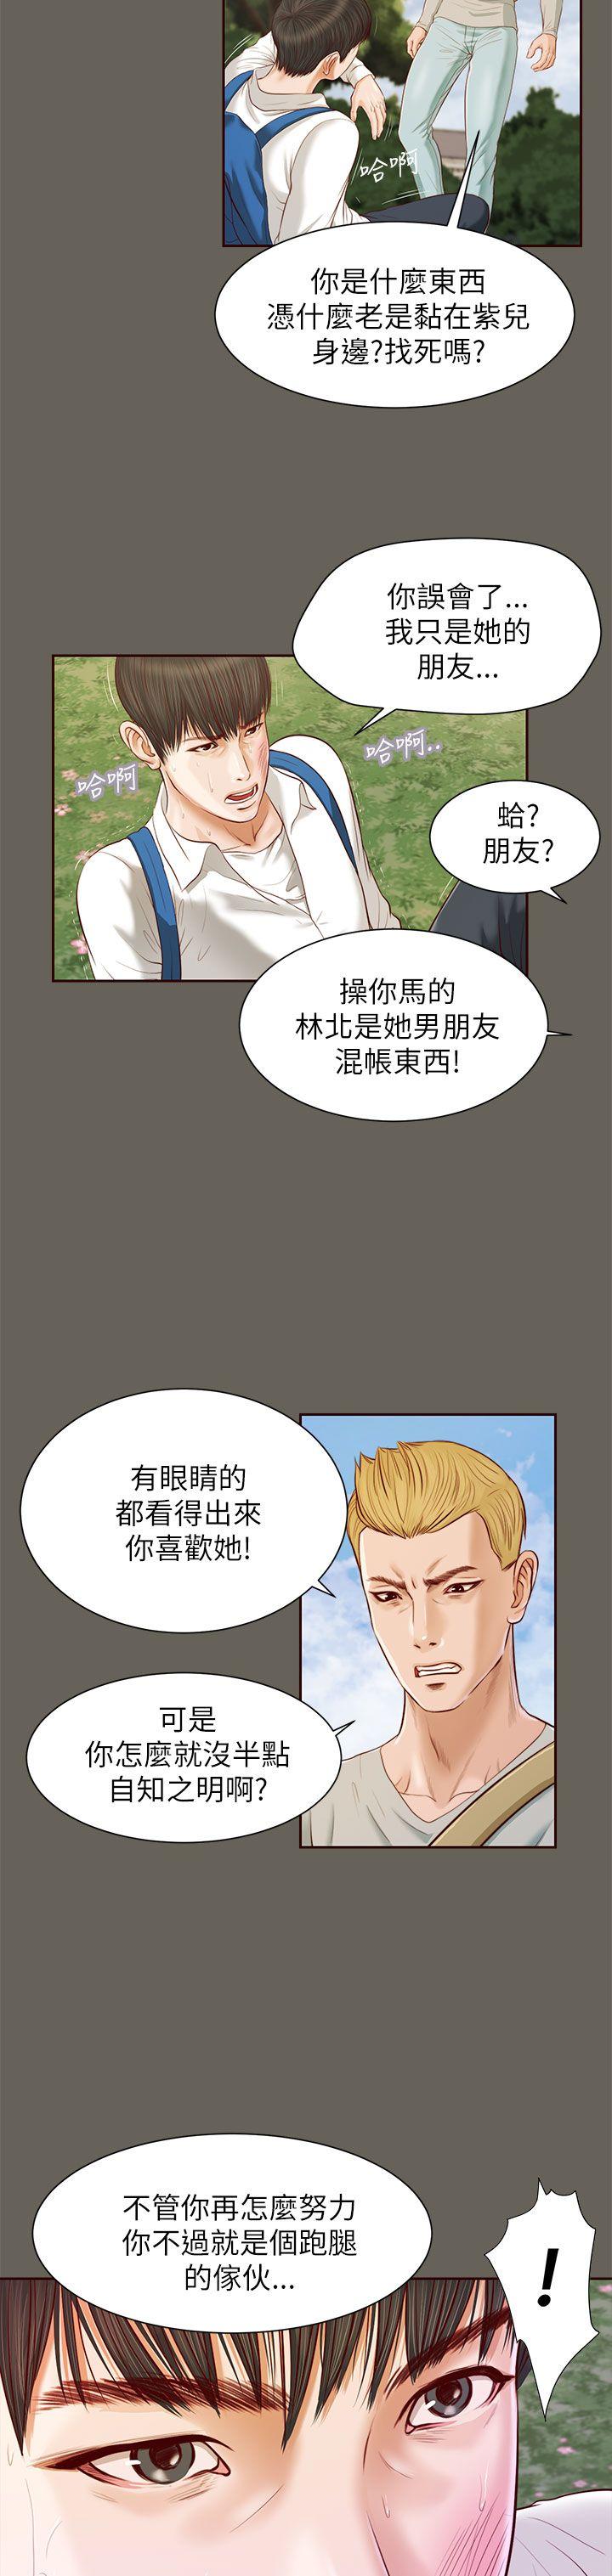 哈啊
你是什麼東西
憑什麼老是黏在紫兒
身邊?找死嗎?
你誤會了...
我只是她的
朋友...
哈啊
哈啊..
蛤?
朋友?
操你馬的
林北是她男朋友
混帳東西!
有眼睛的
都看得出來
你喜歡她!
可是
你怎麼就沒半點
自知之明啊?
不管你再怎麼努力
你不過就是個跑腿
的傢伙...
!